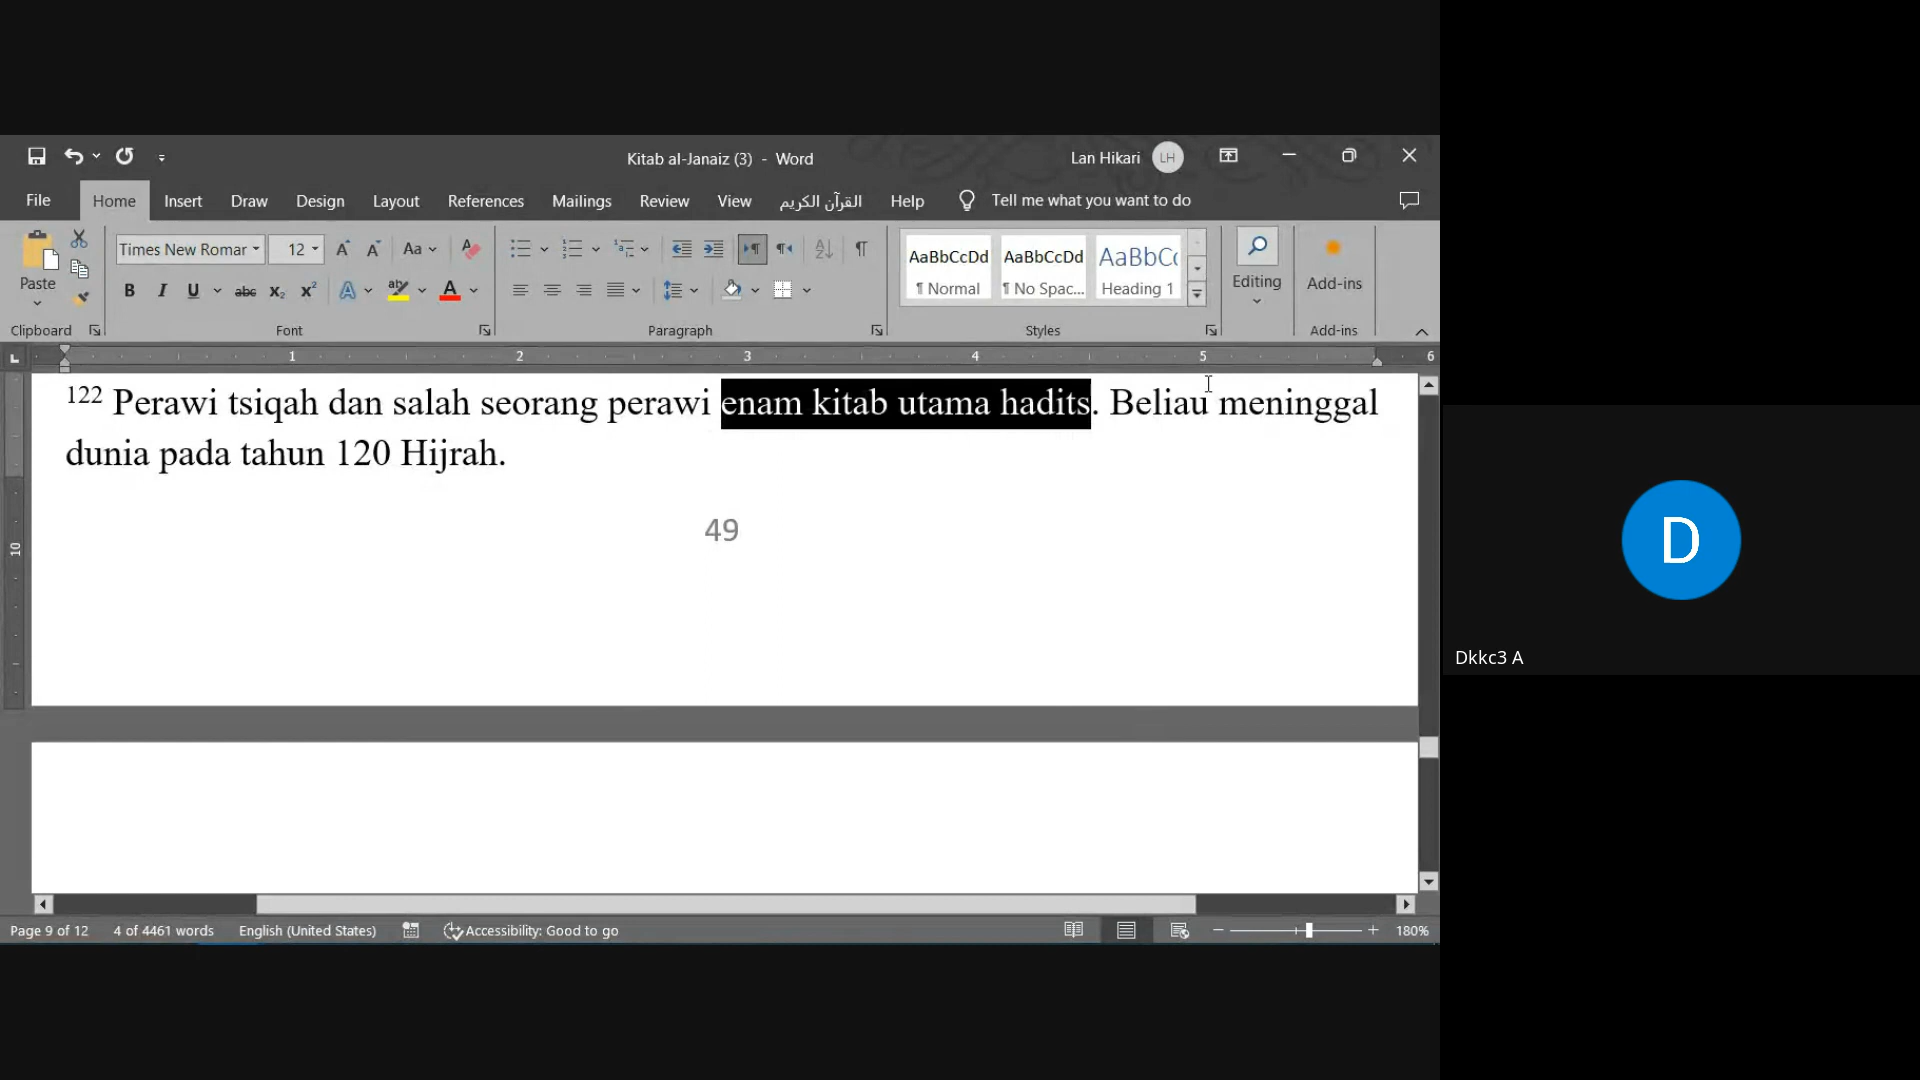 Kitab al-Janaiz (3) - Word
Lan Hikari LH
File Home Insert Draw Design Layout References Mailings Review View القرآن الكريم Help Tell me what you want to do
Times New Romar 12 Aa
Paste
B I U abc x₂ x² A ab A
AaBbCcDd AaBbCcDd AaBbCc
¶ Normal ¶ No Spac... Heading 1
Editing
Add-ins
Clipboard Font Paragraph Styles Add-ins
L 1 2 3 4 5 6
122 Perawi tsiqah dan salah seorang perawi enam kitab utama hadits. Beliau meninggal
dunia pada tahun 120 Hijrah.
49
10
D
Dkkc3 A
Page 9 of 12 4 of 4461 words English (United States) Accessibility: Good to go 180%